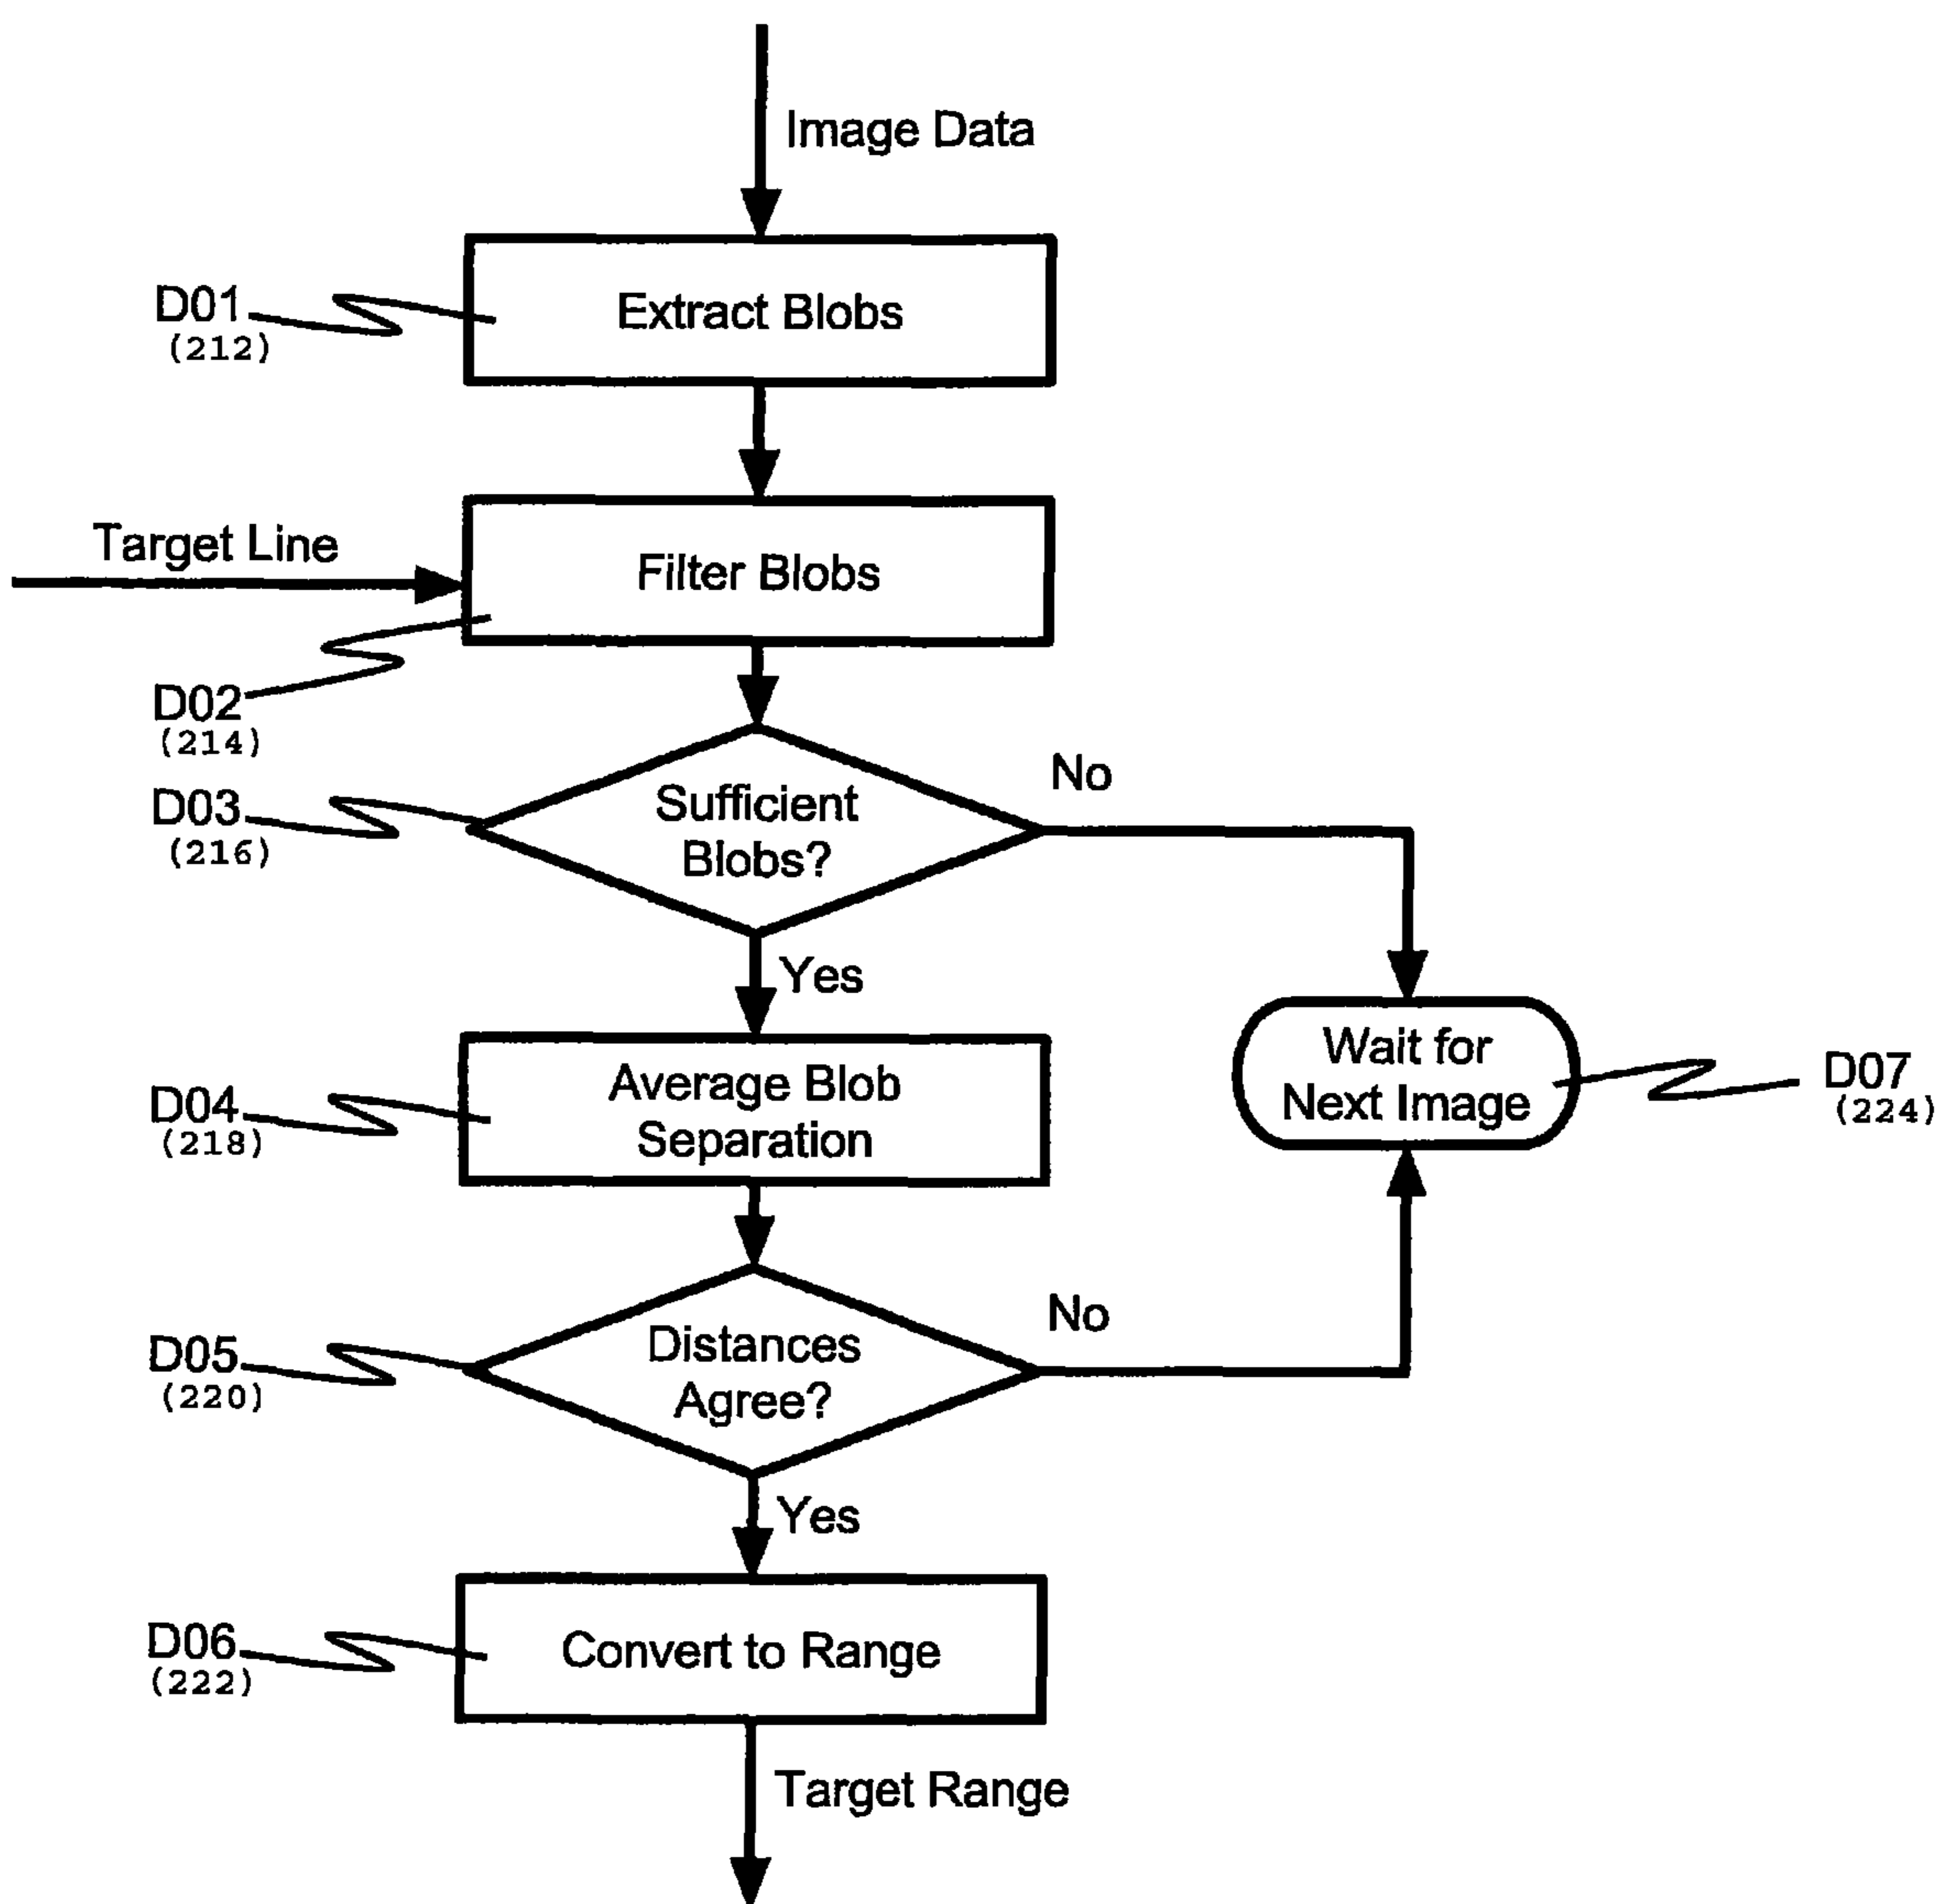 Image Data
D01
(212)
Extract Blobs
Target Line
Filter Blobs
D02
(214)
D03
(216)
Sufficient
Blobs?
No
Yes
D04
(218)
Average Blob
Separation
Wait for
Next Image
D07
(224)
D05
(220)
Distances
Agree?
No
Yes
D06
(222)
Convert to Range
Target Range